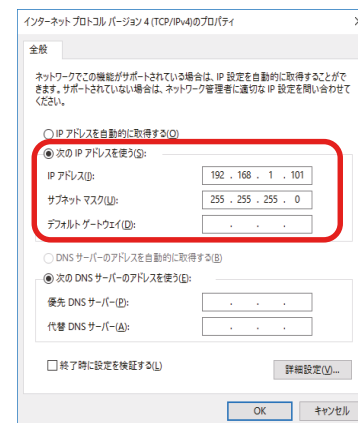 インターネット プロトコル バージョン 4 (TCP/IPv4)のプロパティ
全般
ネットワークでこの機能がサポートされている場合は、IP 設定を自動的に取得することがで
きます。サポートされていない場合は、ネットワーク管理者に適切な IP 設定を問い合わせて
ください。
IP アドレスを自動的に取得する(O)
次の IP アドレスを使う(S):
IP アドレス(I): 192 . 168 . 1 . 101
サブネット マスク(U): 255 . 255 . 255 . 0
デフォルト ゲートウェイ(D): . . .
DNS サーバーのアドレスを自動的に取得する(B)
次の DNS サーバーのアドレスを使う(E):
優先 DNS サーバー(P): . . .
代替 DNS サーバー(A): . . .
終了時に設定を検証する(L)
詳細設定(V)...
OK キャンセル